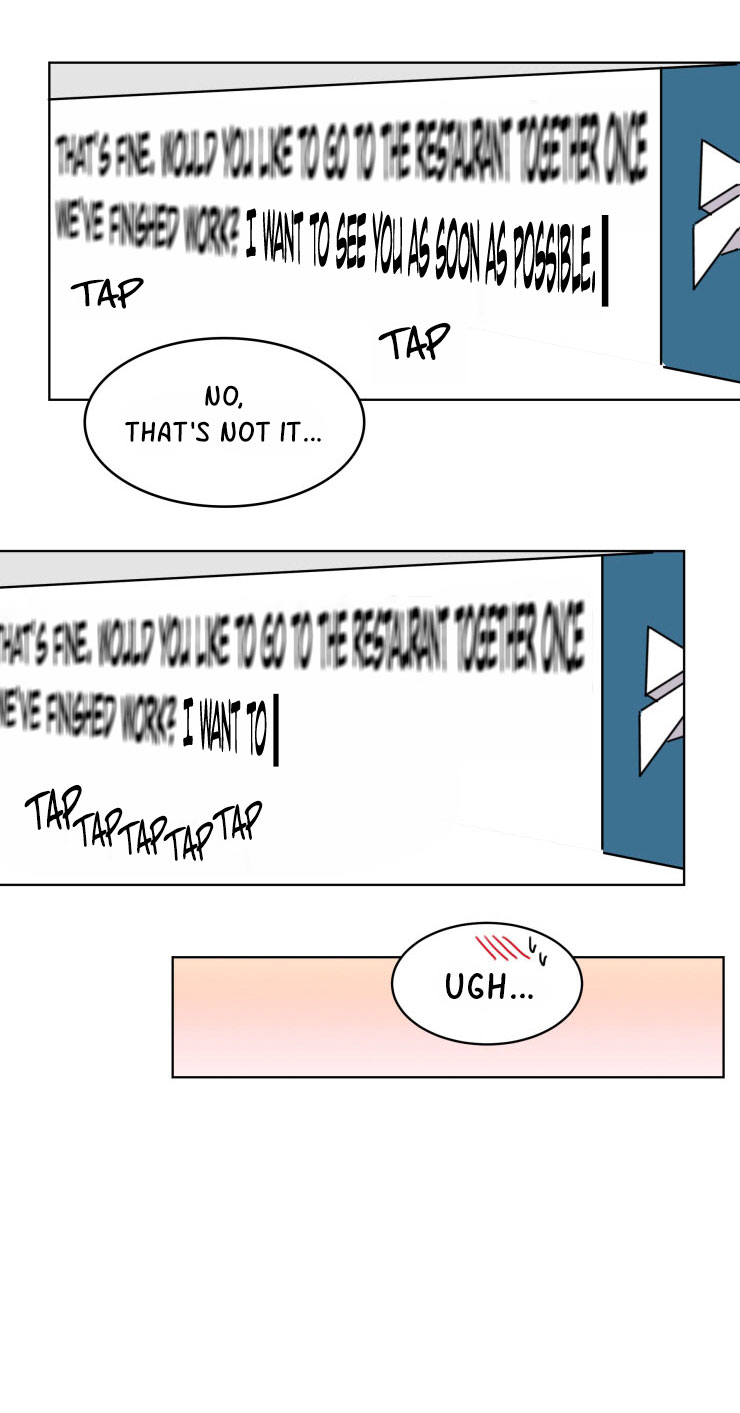 THAT'S FINE. WOULD YOU LIKE TO GO TO THE RESTAURANT TOGETHER ONCE
WE'VE FINISHED WORK? I WANT TO SEE YOU AS SOON AS POSSIBLE.
TAP
TAP
NO,
THAT'S NOT IT...
THAT'S FINE. WOULD YOU LIKE TO GO TO THE RESTAURANT TOGETHER ONCE
WE'VE FINISHED WORK? I WANT TO
TAP TAP TAP TAP TAP
UGH...